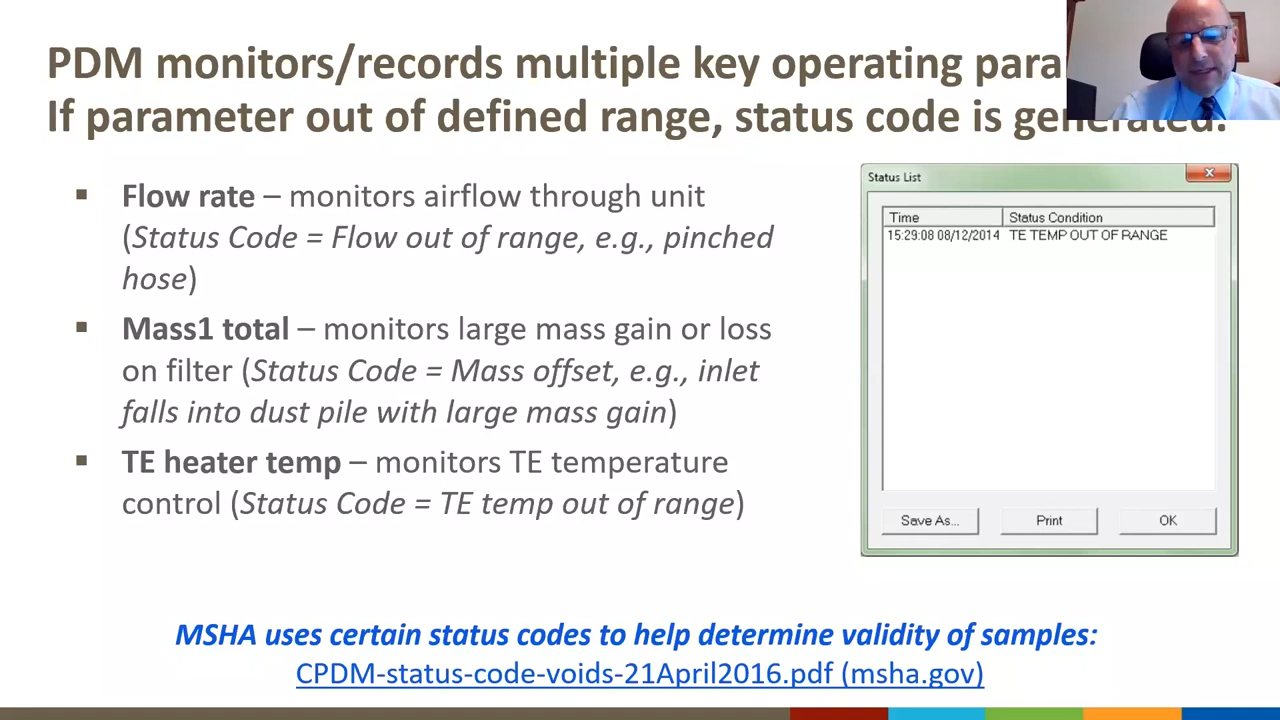 PDM monitors/records multiple key operating
If parameter out of defined range, status code is generated.
▪ Flow rate – monitors airflow through unit
(Status Code = Flow out of range, e.g., pinched
hose)
▪ Mass1 total – monitors large mass gain or loss
on filter (Status Code = Mass offset, e.g., inlet
falls into dust pile with large mass gain)
▪ TE heater temp – monitors TE temperature
control (Status Code = TE temp out of range)
Status List
Time Status Condition
15:29:08 08/12/2014 TE TEMP OUT OF RANGE
Save As... Print OK
MSHA uses certain status codes to help determine validity of samples:
CPDM-status-code-voids-21April2016.pdf (msha.gov)